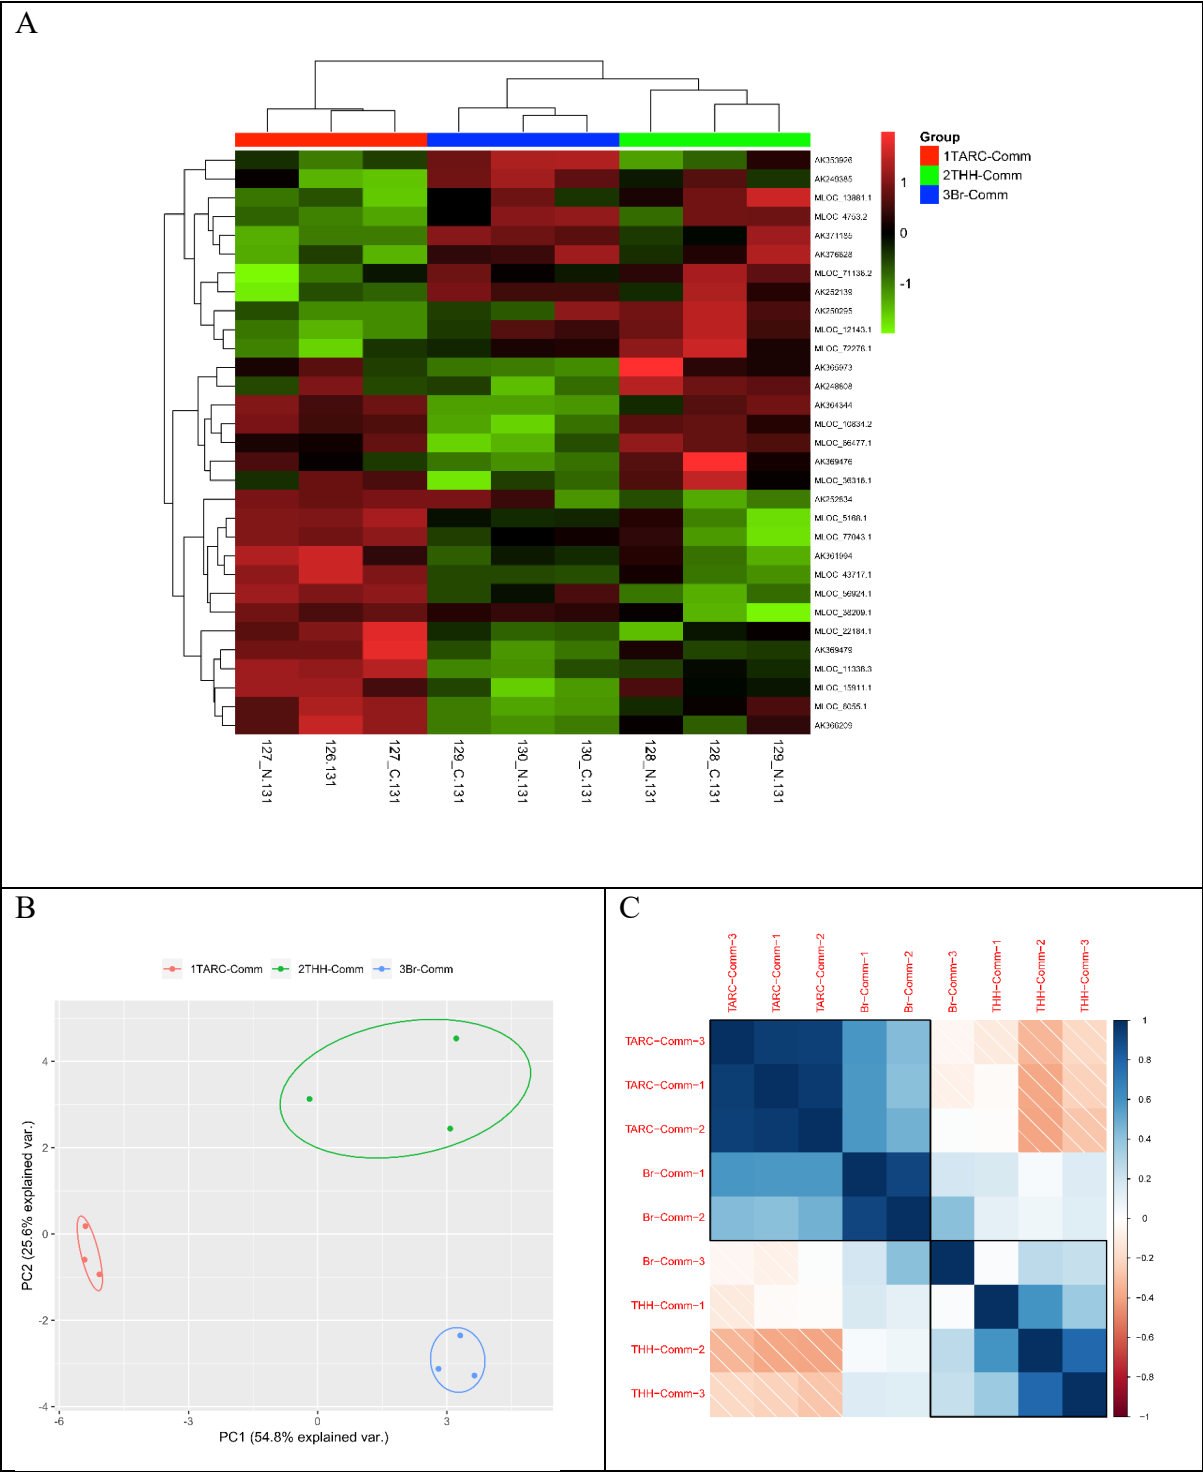 A
Group
1TARC-Comm
2THH-Comm
3Br-Comm
1
0
-1
AK353926
AK248385
MLOC_13881.1
MLOC_4753.2
AK371185
AK376828
MLOC_71136.2
AK252139
AK250295
MLOC_12143.1
MLOC_72276.1
AK365973
AK248608
AK364344
MLOC_10834.2
MLOC_66477.1
AK369476
MLOC_36316.1
AK252834
MLOC_5168.1
MLOC_77043.1
AK361994
MLOC_43717.1
MLOC_56924.1
MLOC_38209.1
MLOC_22184.1
AK369479
MLOC_11338.3
MLOC_15911.1
MLOC_6055.1
AK366209
127_N.131
126.131
127_C.131
129_C.131
130_N.131
130_C.131
128_N.131
128_C.131
129_N.131
B
1TARC-Comm 2THH-Comm 3Br-Comm
PC2 (25.6% explained var.)
4
2
0
-2
-4
-6 -3 0 3
PC1 (54.8% explained var.)
C
TARC-Comm-3
TARC-Comm-1
TARC-Comm-2
Br-Comm-1
Br-Comm-2
Br-Comm-3
THH-Comm-1
THH-Comm-2
THH-Comm-3
TARC-Comm-3
TARC-Comm-1
TARC-Comm-2
Br-Comm-1
Br-Comm-2
Br-Comm-3
THH-Comm-1
THH-Comm-2
THH-Comm-3
1
0.8
0.6
0.4
0.2
0
-0.2
-0.4
-0.6
-0.8
-1